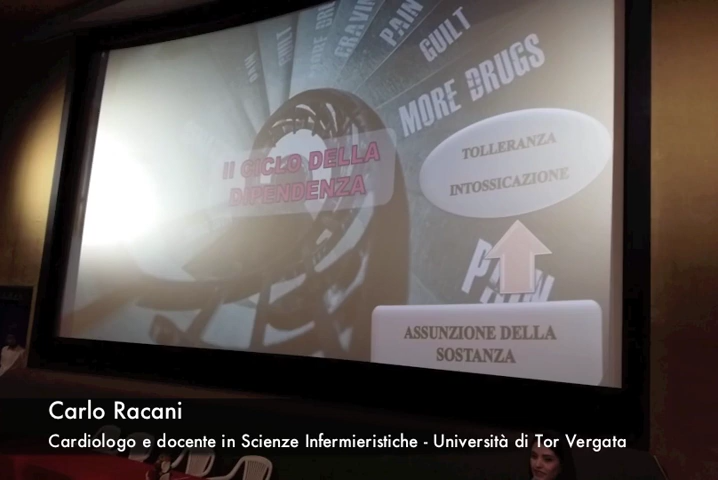 PAIN
GUILT
MORE DRUGS
Il CICLO DELLA
DIPENDENZA
TOLLERANZA
INTOSSICAZIONE
ASSUNZIONE DELLA
SOSTANZA
Carlo Racani
Cardiologo e docente in Scienze Infermieristiche - Università di Tor Vergata